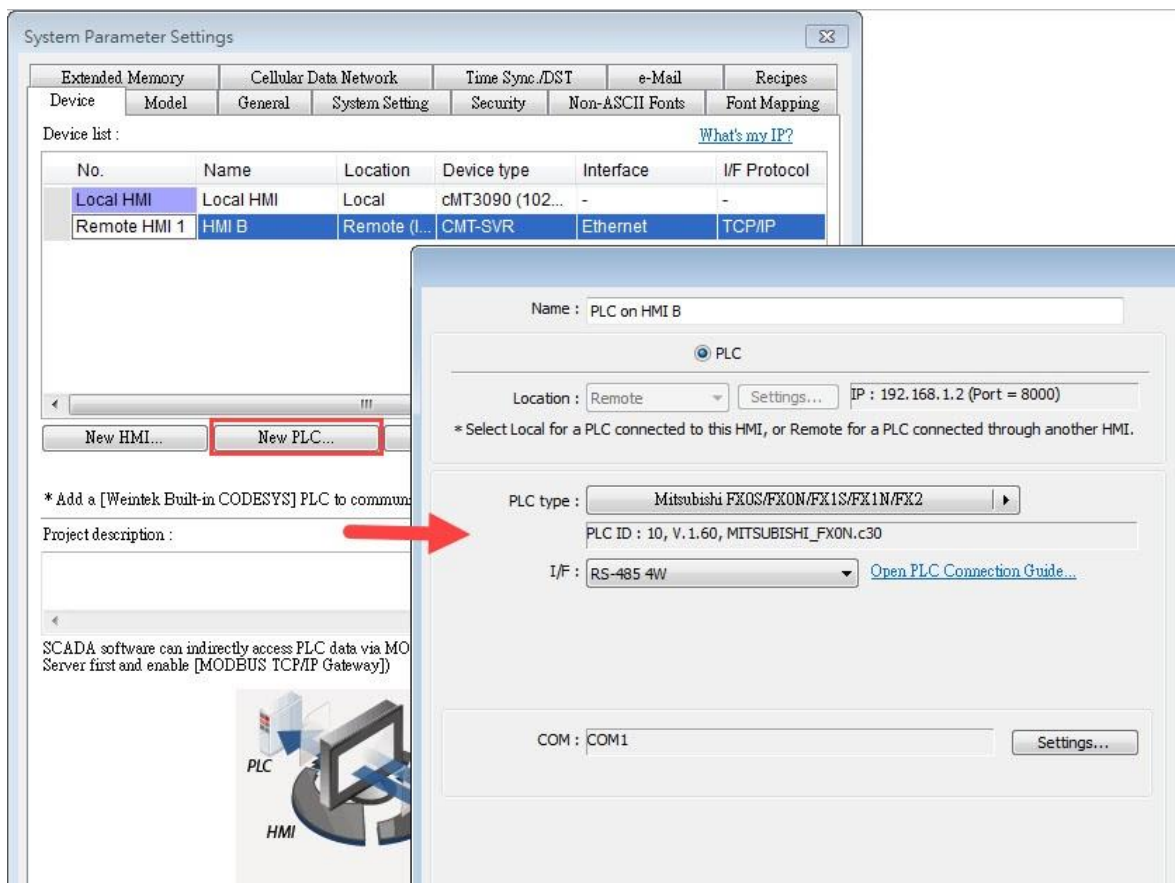 System Parameter Settings
Extended Memory Cellular Data Network Time Sync./DST e-Mail Recipes
Device Model General System Setting Security Non-ASCII Fonts Font Mapping
Device list : What's my IP?
No. Name Location Device type Interface I/F Protocol
Local HMI Local HMI Local cMT3090 (102... - -
Remote HMI 1 HMI B Remote (I... CMT-SVR Ethernet TCP/IP
New HMI... New PLC...
* Add a [Weintek Built-in CODESYS] PLC to commun
Project description :
SCADA software can indirectly access PLC data via MO
Server first and enable [MODBUS TCP/IP Gateway])
PLC
HMI
Name : PLC on HMI B
PLC
Location : Remote Settings... IP : 192.168.1.2 (Port = 8000)
* Select Local for a PLC connected to this HMI, or Remote for a PLC connected through another HMI.
PLC type : Mitsubishi FX0S/FX0N/FX1S/FX1N/FX2
PLC ID : 10, V.1.60, MITSUBISHI_FX0N.c30
I/F : RS-485 4W Open PLC Connection Guide...
COM : COM1 Settings...